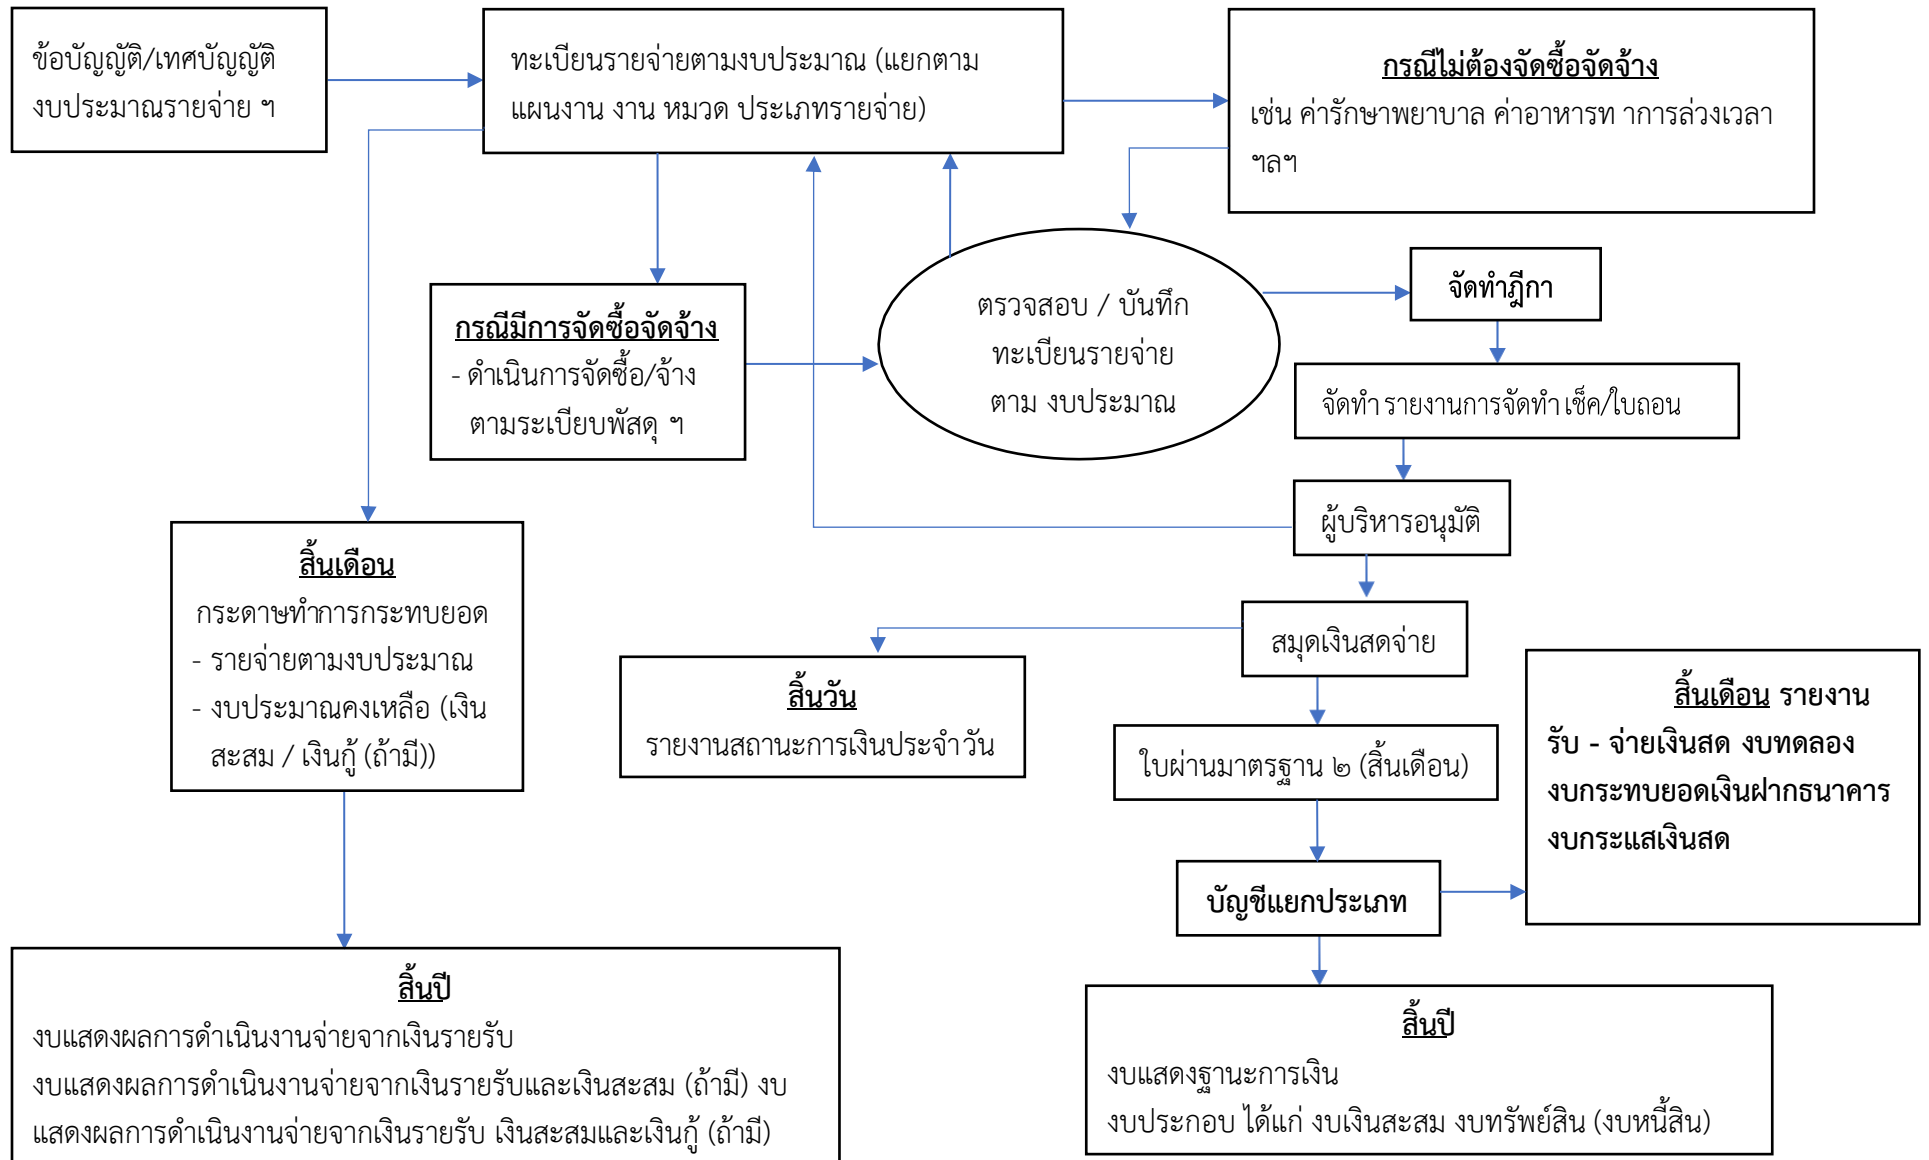 ข้อบัญญัติ/เทศบัญญัติ
งบประมาณรายจ่าย ฯ
ทะเบียนรายจ่ายตามงบประมาณ (แยกตาม
แผนงาน งาน หมวด ประเภทรายจ่าย)
กรณีไม่ต้องจัดซื้อจัดจ้าง
เช่น ค่ารักษาพยาบาล ค่าอาหารท าการล่วงเวลา
ฯลฯ
กรณีมีการจัดซื้อจัดจ้าง
- ดำเนินการจัดซื้อ/จ้าง
ตามระเบียบพัสดุ ฯ
ตรวจสอบ / บันทึก
ทะเบียนรายจ่าย
ตาม งบประมาณ
จัดทำฎีกา
จัดทำ รายงานการจัดทำ เช็ค/ใบถอน
ผู้บริหารอนุมัติ
สิ้นเดือน
กระดาษทำการกระทบยอด
- รายจ่ายตามงบประมาณ
- งบประมาณคงเหลือ (เงิน
สะสม / เงินกู้ (ถ้ามี))
สมุดเงินสดจ่าย
สิ้นวัน
รายงานสถานะการเงินประจำวัน
ใบผ่านมาตรฐาน ๒ (สิ้นเดือน)
สิ้นเดือน รายงาน
รับ - จ่ายเงินสด งบทดลอง
งบกระทบยอดเงินฝากธนาคาร
งบกระแสเงินสด
บัญชีแยกประเภท
สิ้นปี
งบแสดงผลการดำเนินงานจ่ายจากเงินรายรับ
งบแสดงผลการดำเนินงานจ่ายจากเงินรายรับและเงินสะสม (ถ้ามี) งบ
แสดงผลการดำเนินงานจ่ายจากเงินรายรับ เงินสะสมและเงินกู้ (ถ้ามี)
สิ้นปี
งบแสดงฐานะการเงิน
งบประกอบ ได้แก่ งบเงินสะสม งบทรัพย์สิน (งบหนี้สิน)